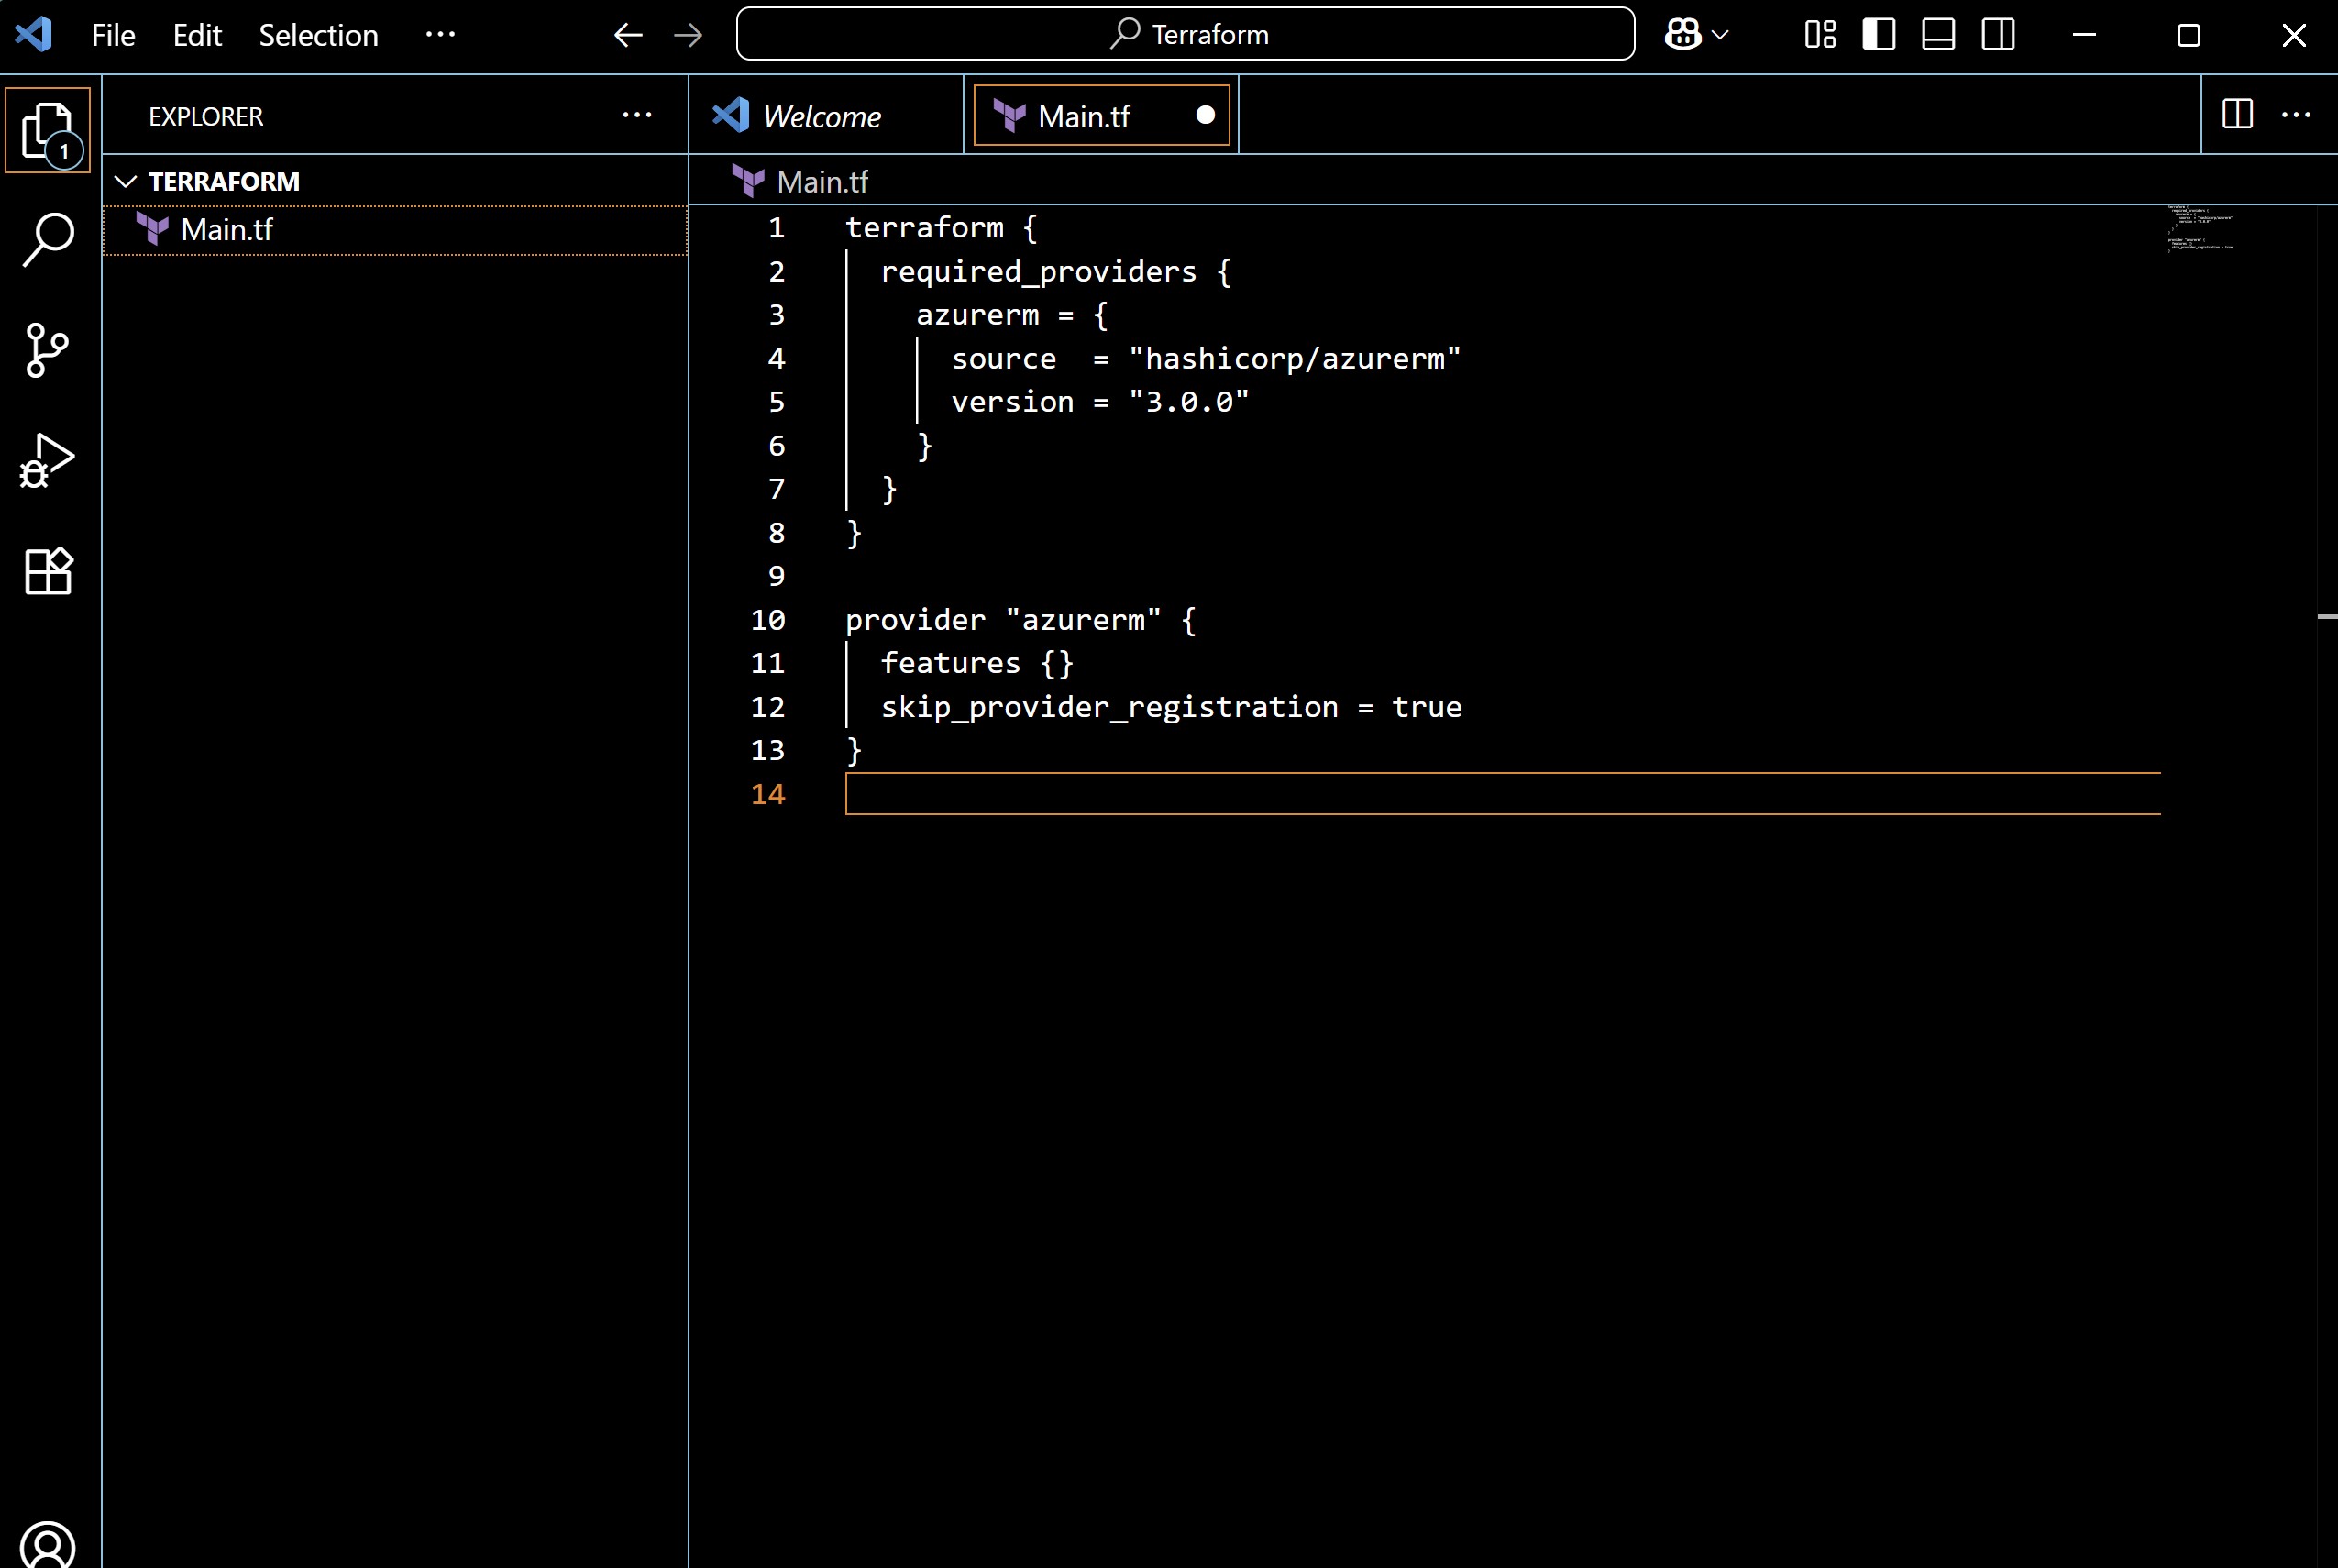 File Edit Selection ··· Terraform
EXPLORER ···
Welcome
Main.tf
1
TERRAFORM
Main.tf
Main.tf
1 terraform {
2 required_providers {
3 azurerm = {
4 source  = "hashicorp/azurerm"
5 version = "3.0.0"
6 }
7 }
8 }
9
10 provider "azurerm" {
11 features {}
12 skip_provider_registration = true
13 }
14